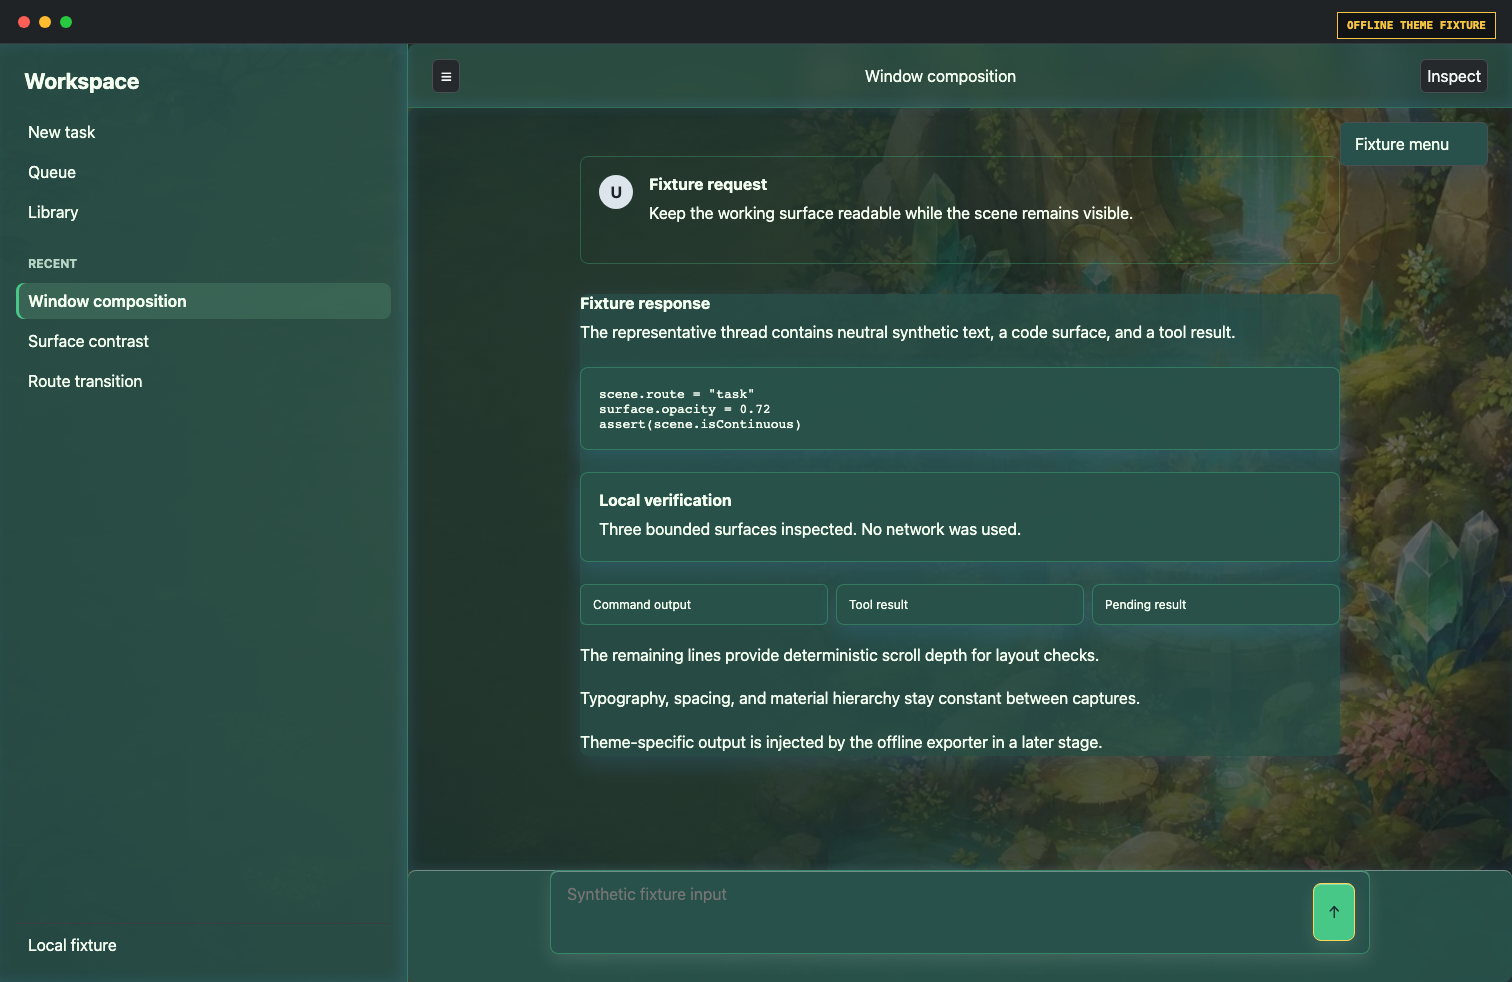 OFFLINE THEME FIXTURE
Workspace
New task
Queue
Library
RECENT
Window composition
Surface contrast
Route transition
Local fixture
Window composition
Inspect
Fixture menu
U
Fixture request
Keep the working surface readable while the scene remains visible.
Fixture response
The representative thread contains neutral synthetic text, a code surface, and a tool result.
scene.route = "task"
surface.opacity = 0.72
assert(scene.isContinuous)
Local verification
Three bounded surfaces inspected. No network was used.
Command output
Tool result
Pending result
The remaining lines provide deterministic scroll depth for layout checks.
Typography, spacing, and material hierarchy stay constant between captures.
Theme-specific output is injected by the offline exporter in a later stage.
Synthetic fixture input